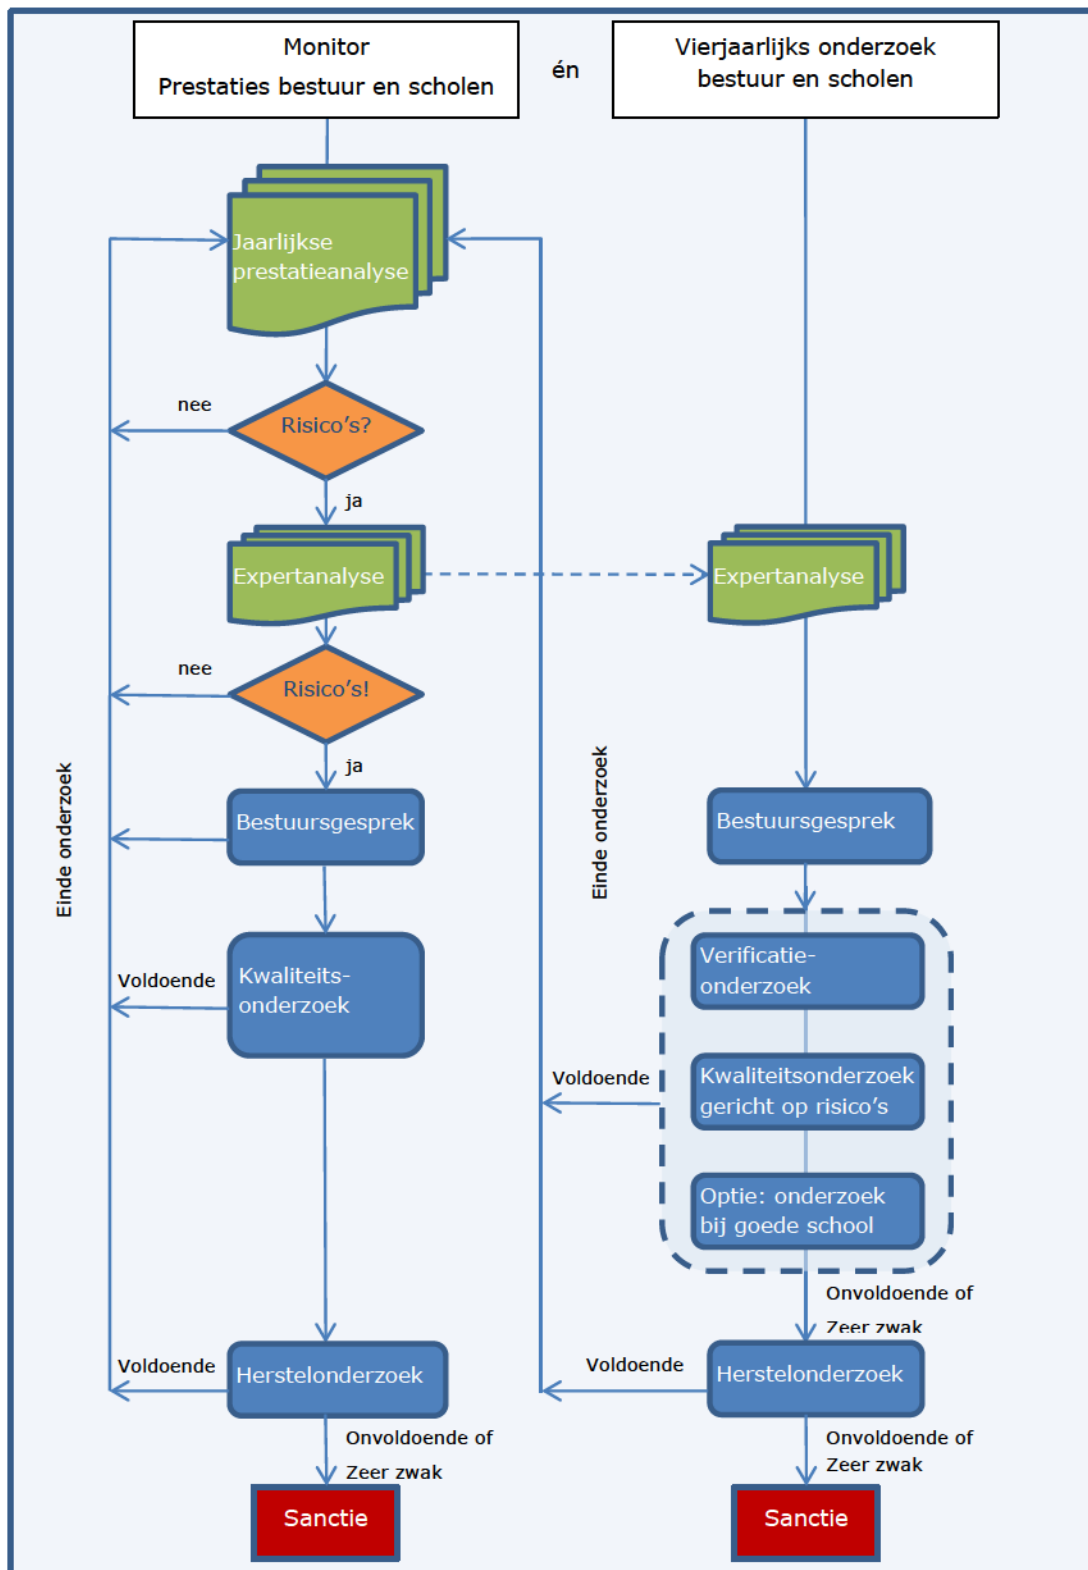 Monitor
Prestaties bestuur en scholen
én
Vierjaarlijks onderzoek
bestuur en scholen
Jaarlijkse
prestatieanalyse
nee
Risico's?
ja
Expertanalyse
Expertanalyse
nee
Risico's!
ja
Einde onderzoek
Einde onderzoek
Bestuursgesprek
Bestuursgesprek
Voldoende
Kwaliteits-
onderzoek
Verificatie-
onderzoek
Voldoende
Kwaliteitsonderzoek
gericht op risico's
Optie: onderzoek
bij goede school
Onvoldoende of
Zeer zwak
Voldoende
Herstelonderzoek
Voldoende
Herstelonderzoek
Onvoldoende of
Zeer zwak
Onvoldoende of
Zeer zwak
Sanctie
Sanctie